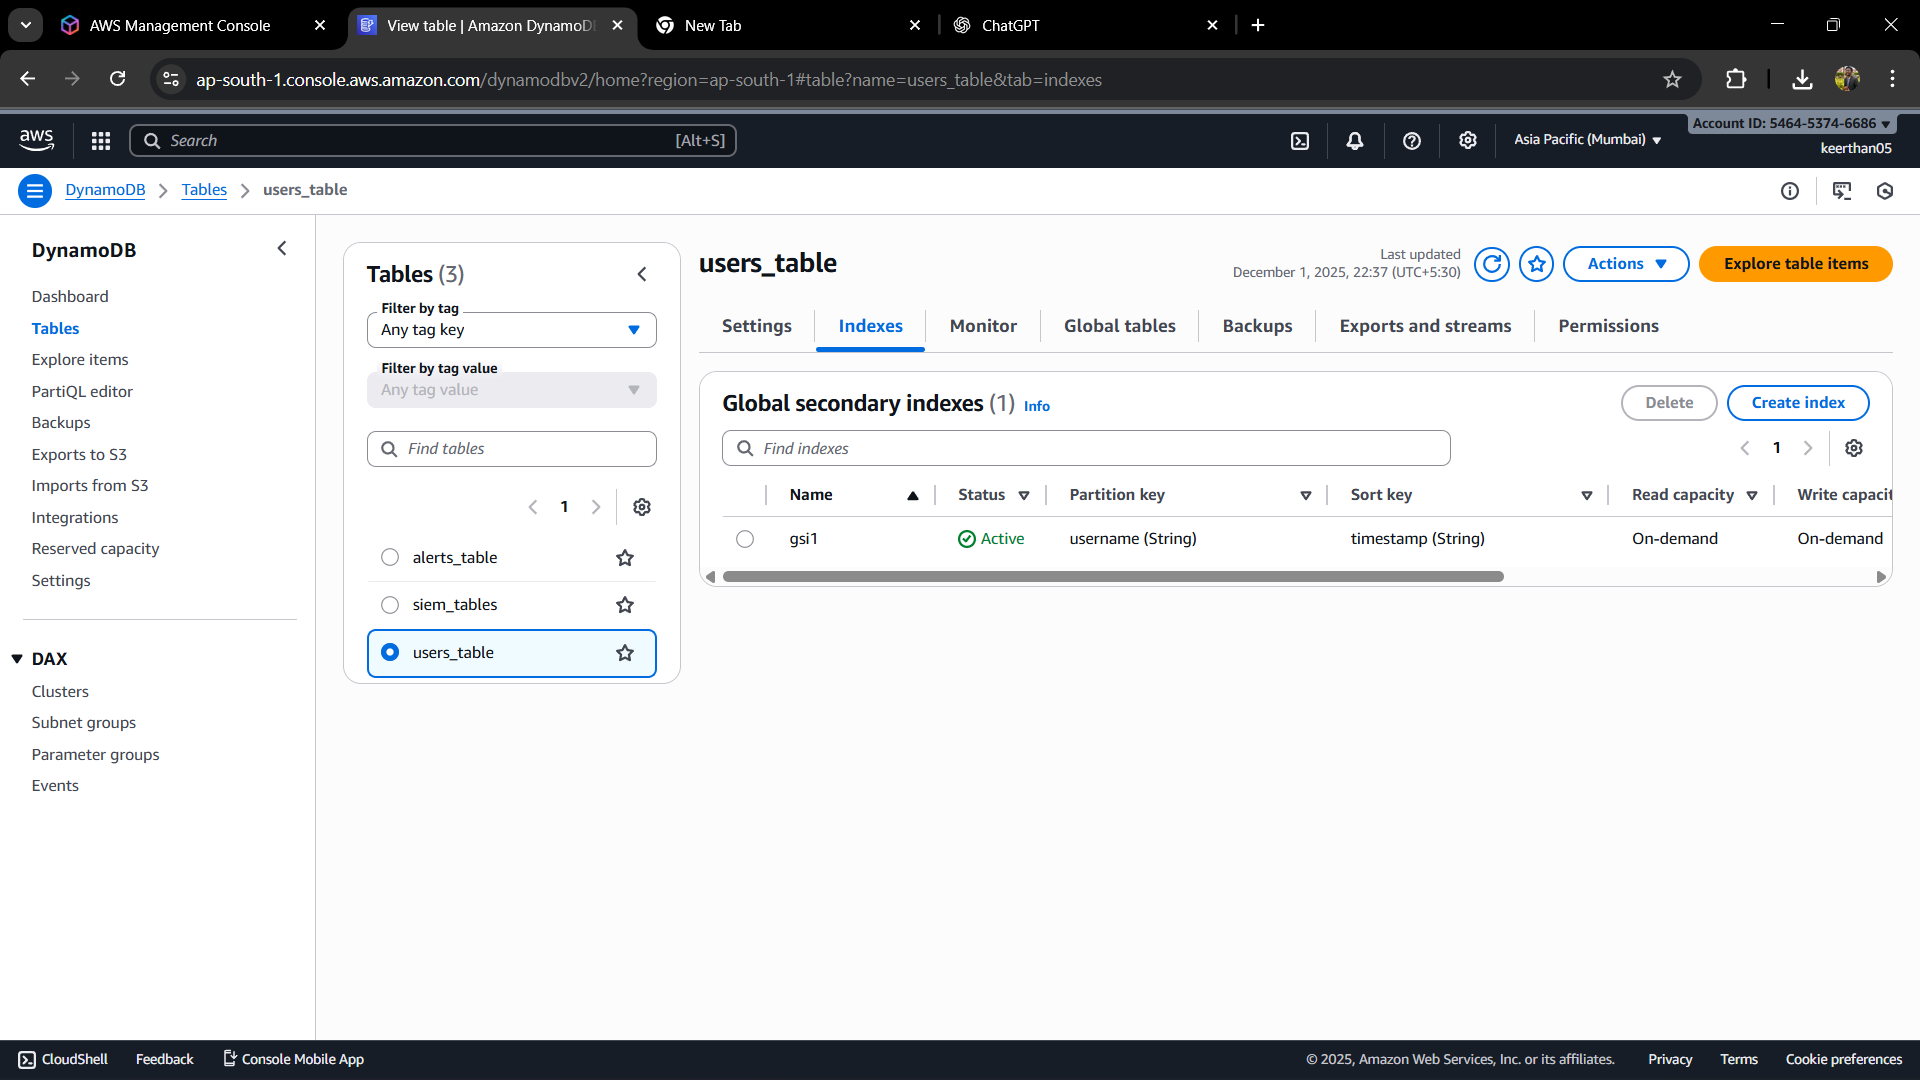 AWS Management Console
View table | Amazon DynamoD
New Tab
ChatGPT
ap-south-1.console.aws.amazon.com/dynamodbv2/home?region=ap-south-1#table?name=users_table&tab=indexes
aws
Search
[Alt+S]
Asia Pacific (Mumbai)
Account ID: 5464-5374-6686
keerthan05
DynamoDB
Tables
users_table
DynamoDB
Dashboard
Tables
Explore items
PartiQL editor
Backups
Exports to S3
Imports from S3
Integrations
Reserved capacity
Settings
DAX
Clusters
Subnet groups
Parameter groups
Events
Tables (3)
Filter by tag
Any tag key
Filter by tag value
Any tag value
Find tables
1
alerts_table
siem_tables
users_table
users_table
Last updated
December 1, 2025, 22:37 (UTC+5:30)
Actions
Explore table items
Settings
Indexes
Monitor
Global tables
Backups
Exports and streams
Permissions
Global secondary indexes (1) Info
Delete
Create index
Find indexes
1
Name Status Partition key Sort key Read capacity Write capacit
gsi1 Active username (String) timestamp (String) On-demand On-demand
CloudShell
Feedback
Console Mobile App
© 2025, Amazon Web Services, Inc. or its affiliates.
Privacy
Terms
Cookie preferences